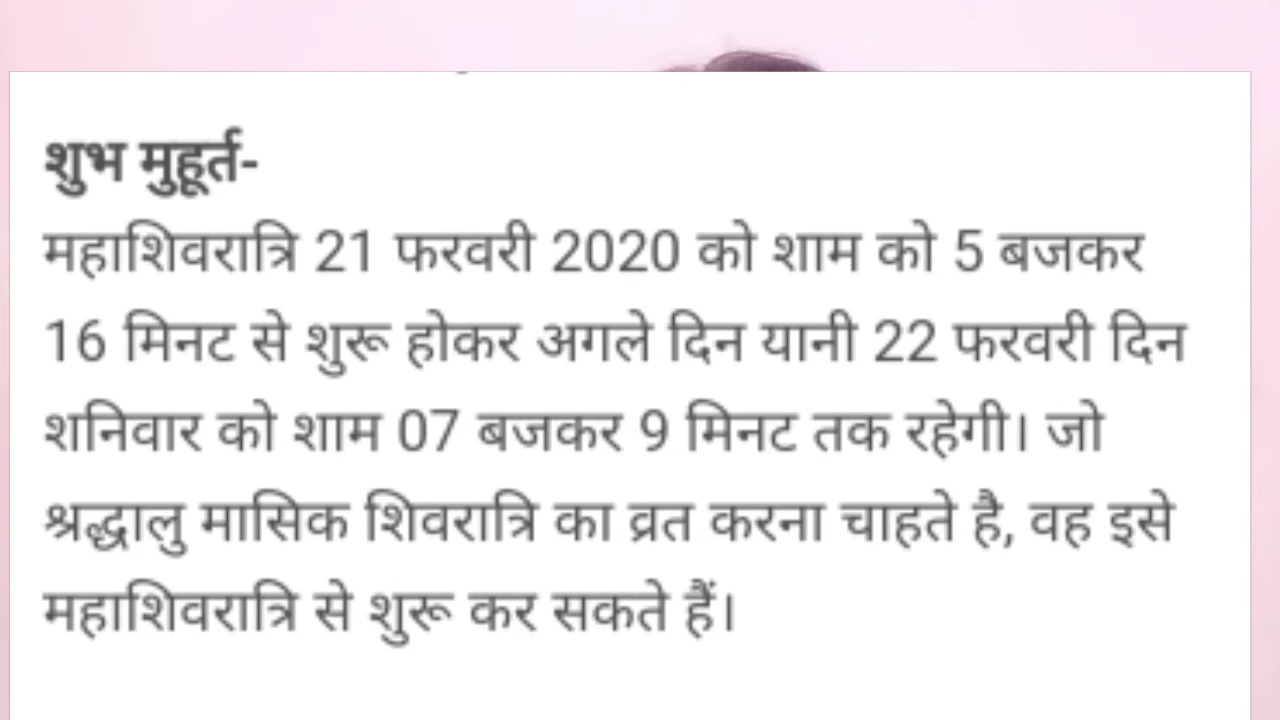 शुभ मुहूर्त-
महाशिवरात्रि 21 फरवरी 2020 को शाम को 5 बजकर
16 मिनट से शुरू होकर अगले दिन यानी 22 फरवरी दिन
शनिवार को शाम 07 बजकर 9 मिनट तक रहेगी। जो
श्रद्धालु मासिक शिवरात्रि का व्रत करना चाहते है, वह इसे
महाशिवरात्रि से शुरू कर सकते हैं।